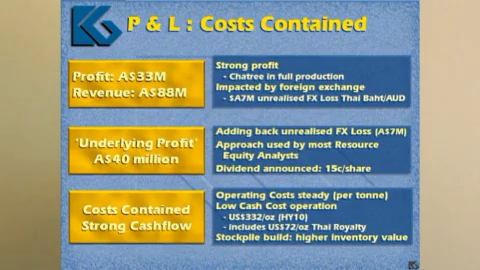 KG P & L : Costs Contained
Profit: A$33M
Revenue: A$88M
Strong profit
- Chatree in full production
Impacted by foreign exchange
- $A7M unrealised FX Loss Thai Baht/AUD
'Underlying Profit'
A$40 million
Adding back unrealised FX Loss (A$7M)
Approach used by most Resource
Equity Analysts
Dividend announced: 15c/share
Costs Contained
Strong Cashflow
Operating Costs steady (per tonne)
Low Cash Cost operation
- US$332/oz (HY10)
- includes US$72/oz Thai Royalty
Stockpile build: higher inventory value